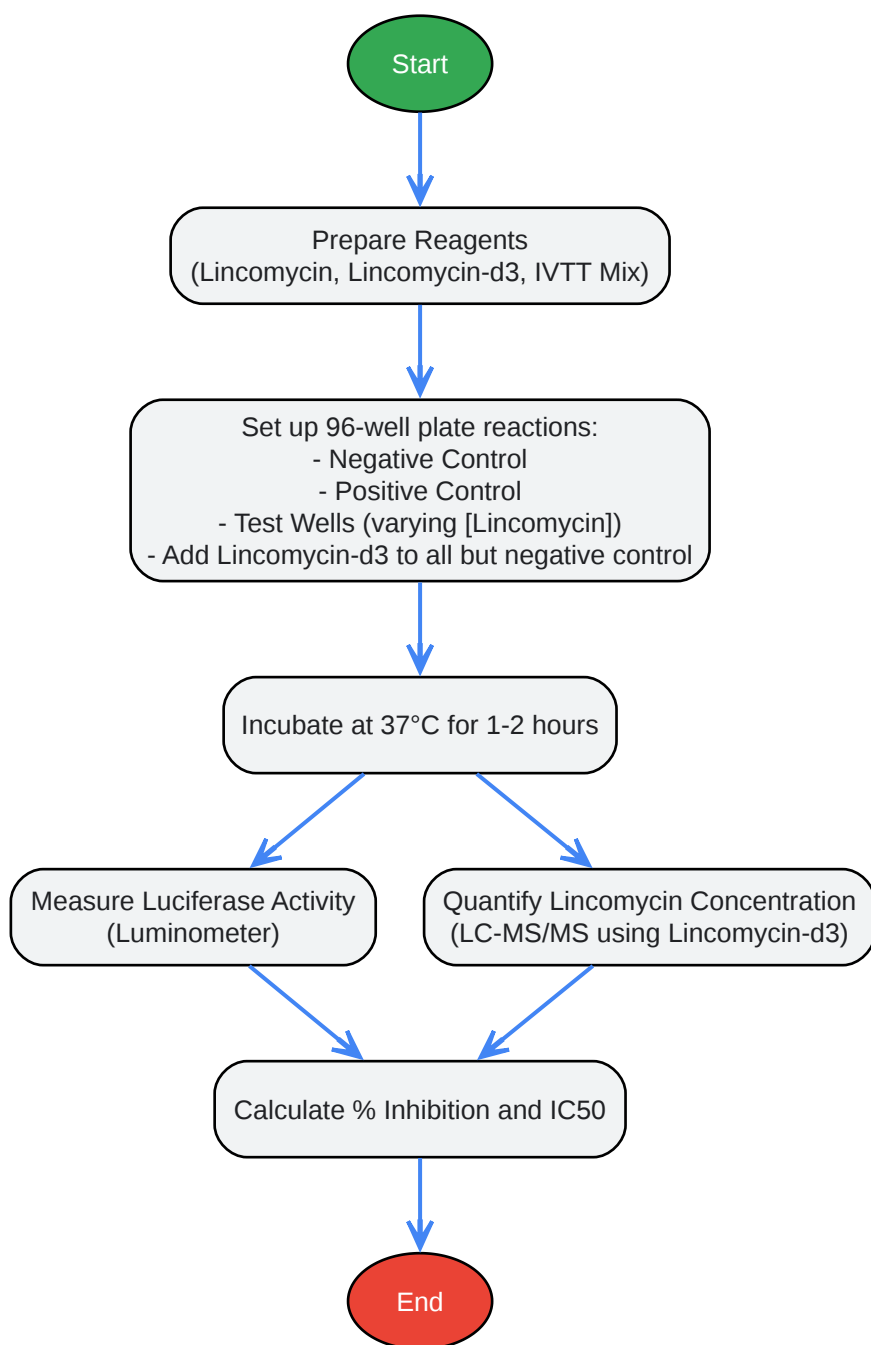 Start
Prepare Reagents
(Lincomycin, Lincomycin-d3, IVTT Mix)
Set up 96-well plate reactions:
- Negative Control
- Positive Control
- Test Wells (varying [Lincomycin])
- Add Lincomycin-d3 to all but negative control
Incubate at 37°C for 1-2 hours
Measure Luciferase Activity
(Luminometer)
Quantify Lincomycin Concentration
(LC-MS/MS using Lincomycin-d3)
Calculate % Inhibition and IC50
End